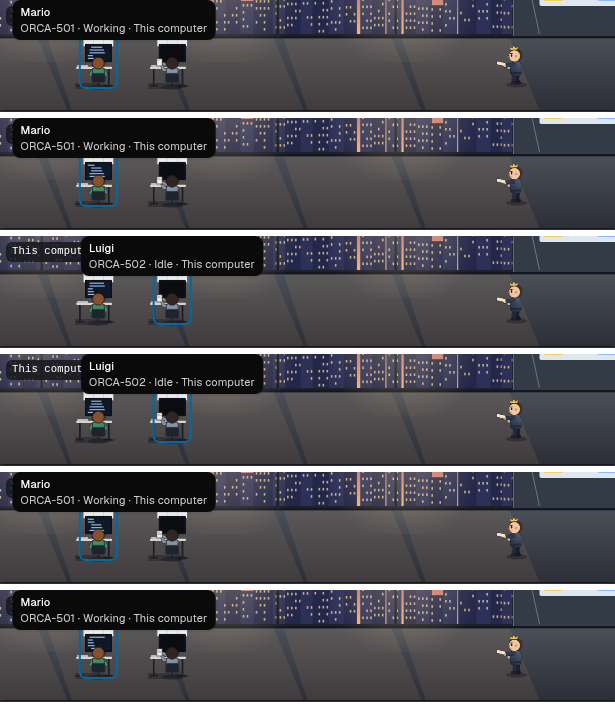 Mario
ORCA-501 · Working · This computer
Mario
ORCA-501 · Working · This computer
This comput
Luigi
ORCA-502 · Idle · This computer
This comput
Luigi
ORCA-502 · Idle · This computer
Mario
ORCA-501 · Working · This computer
Mario
ORCA-501 · Working · This computer